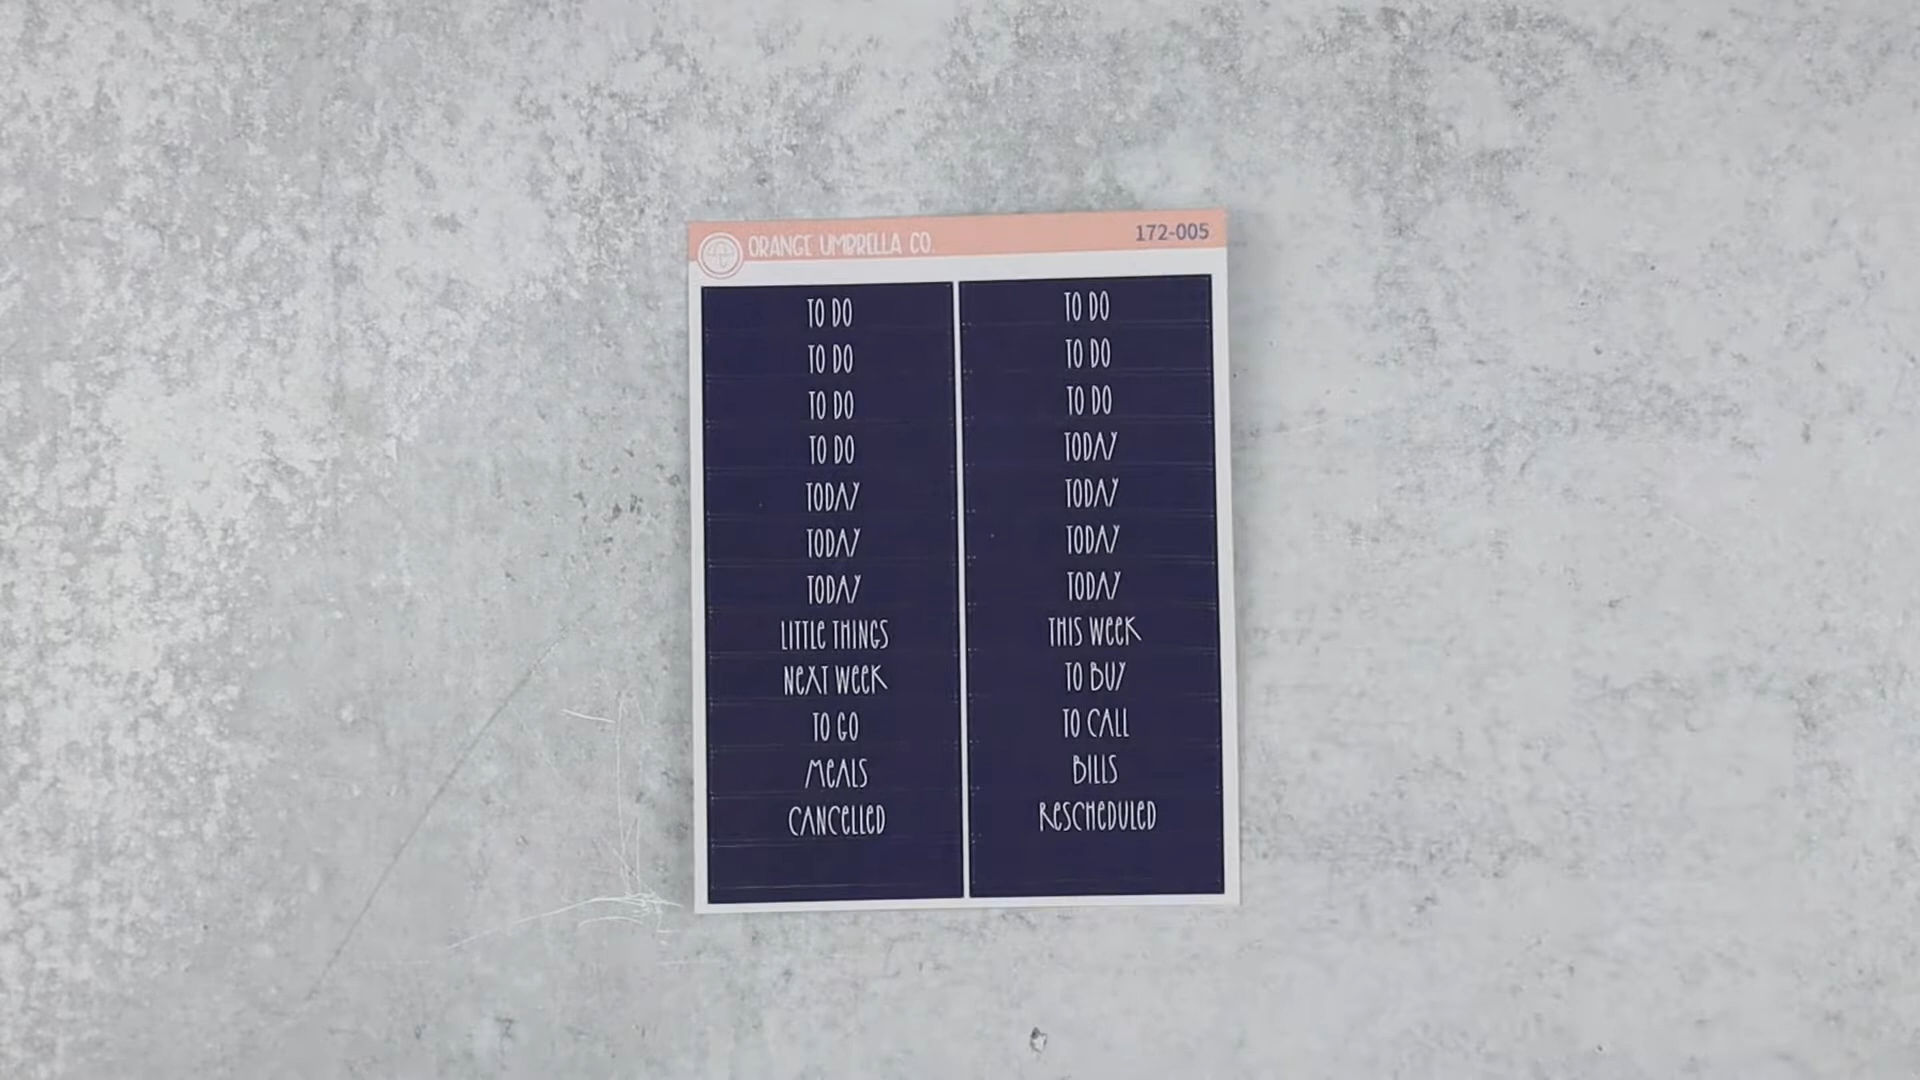 ORANGE UMBRELLA CO.
172-005
TO DO
TO DO
TO DO
TO DO
TODAY
TODAY
TODAY
LITTLE THINGS
NEXT WEEK
TO GO
MEALS
CANCELLED
TO DO
TO DO
TO DO
TODAY
TODAY
TODAY
TODAY
THIS WEEK
TO BUY
TO CALL
BILLS
RESCHEDULED